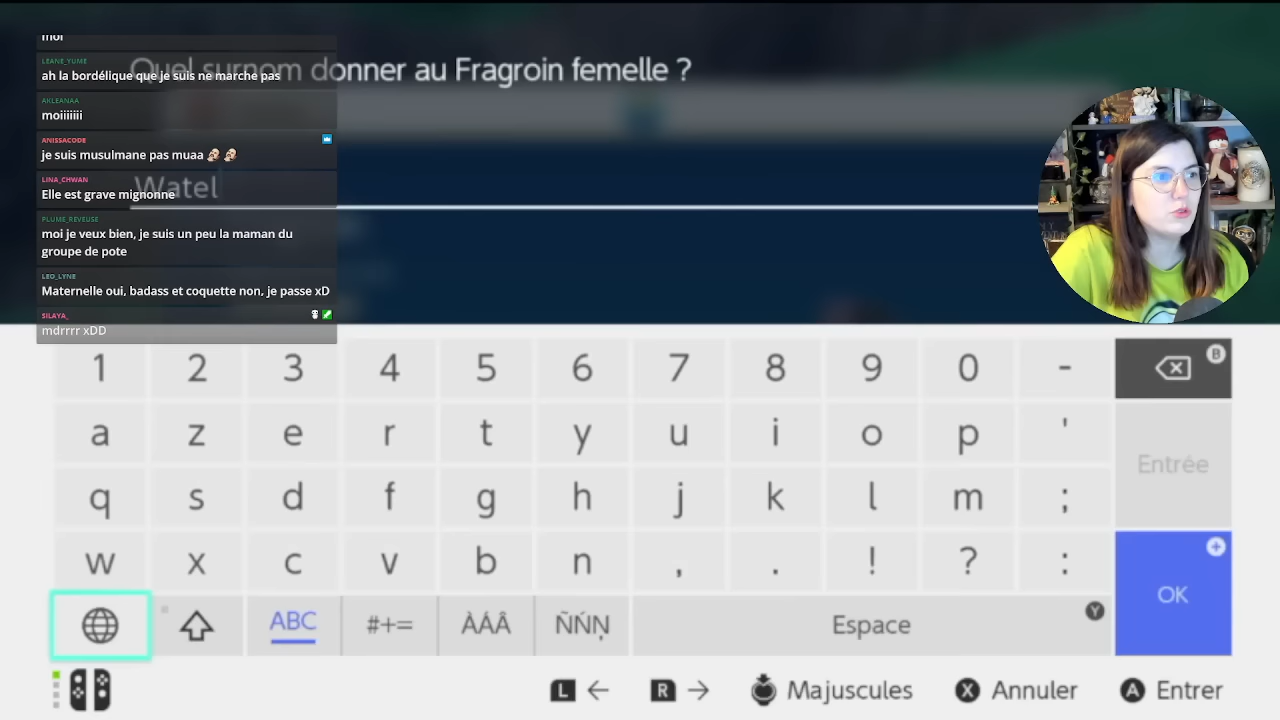 moi
LEANE_YUME
ah la bordélique que je suis ne marche pas
AKLEANAA
moiiiiiii
ANISSACODE
je suis musulmane pas muaa
LINA_CHWAN
Elle est grave mignonne
PLUME_REVEUSE
moi je veux bien, je suis un peu la maman du
groupe de pote
LEO_LYNE
Maternelle oui, badass et coquette non, je passe xD
SILAYA_
mdrrrr xDD
Quel surnom donner au Fragroin femelle ?
Watel
1 2 3 4 5 6 7 8 9 0 - B
a z e r t y u i o p ' Entrée
q s d f g h j k l m ;
w x c v b n , . ! ? : OK
ABC #+= ÀÁÂ ÑŃŅ Espace Y
L ← R → Majuscules X Annuler A Entrer